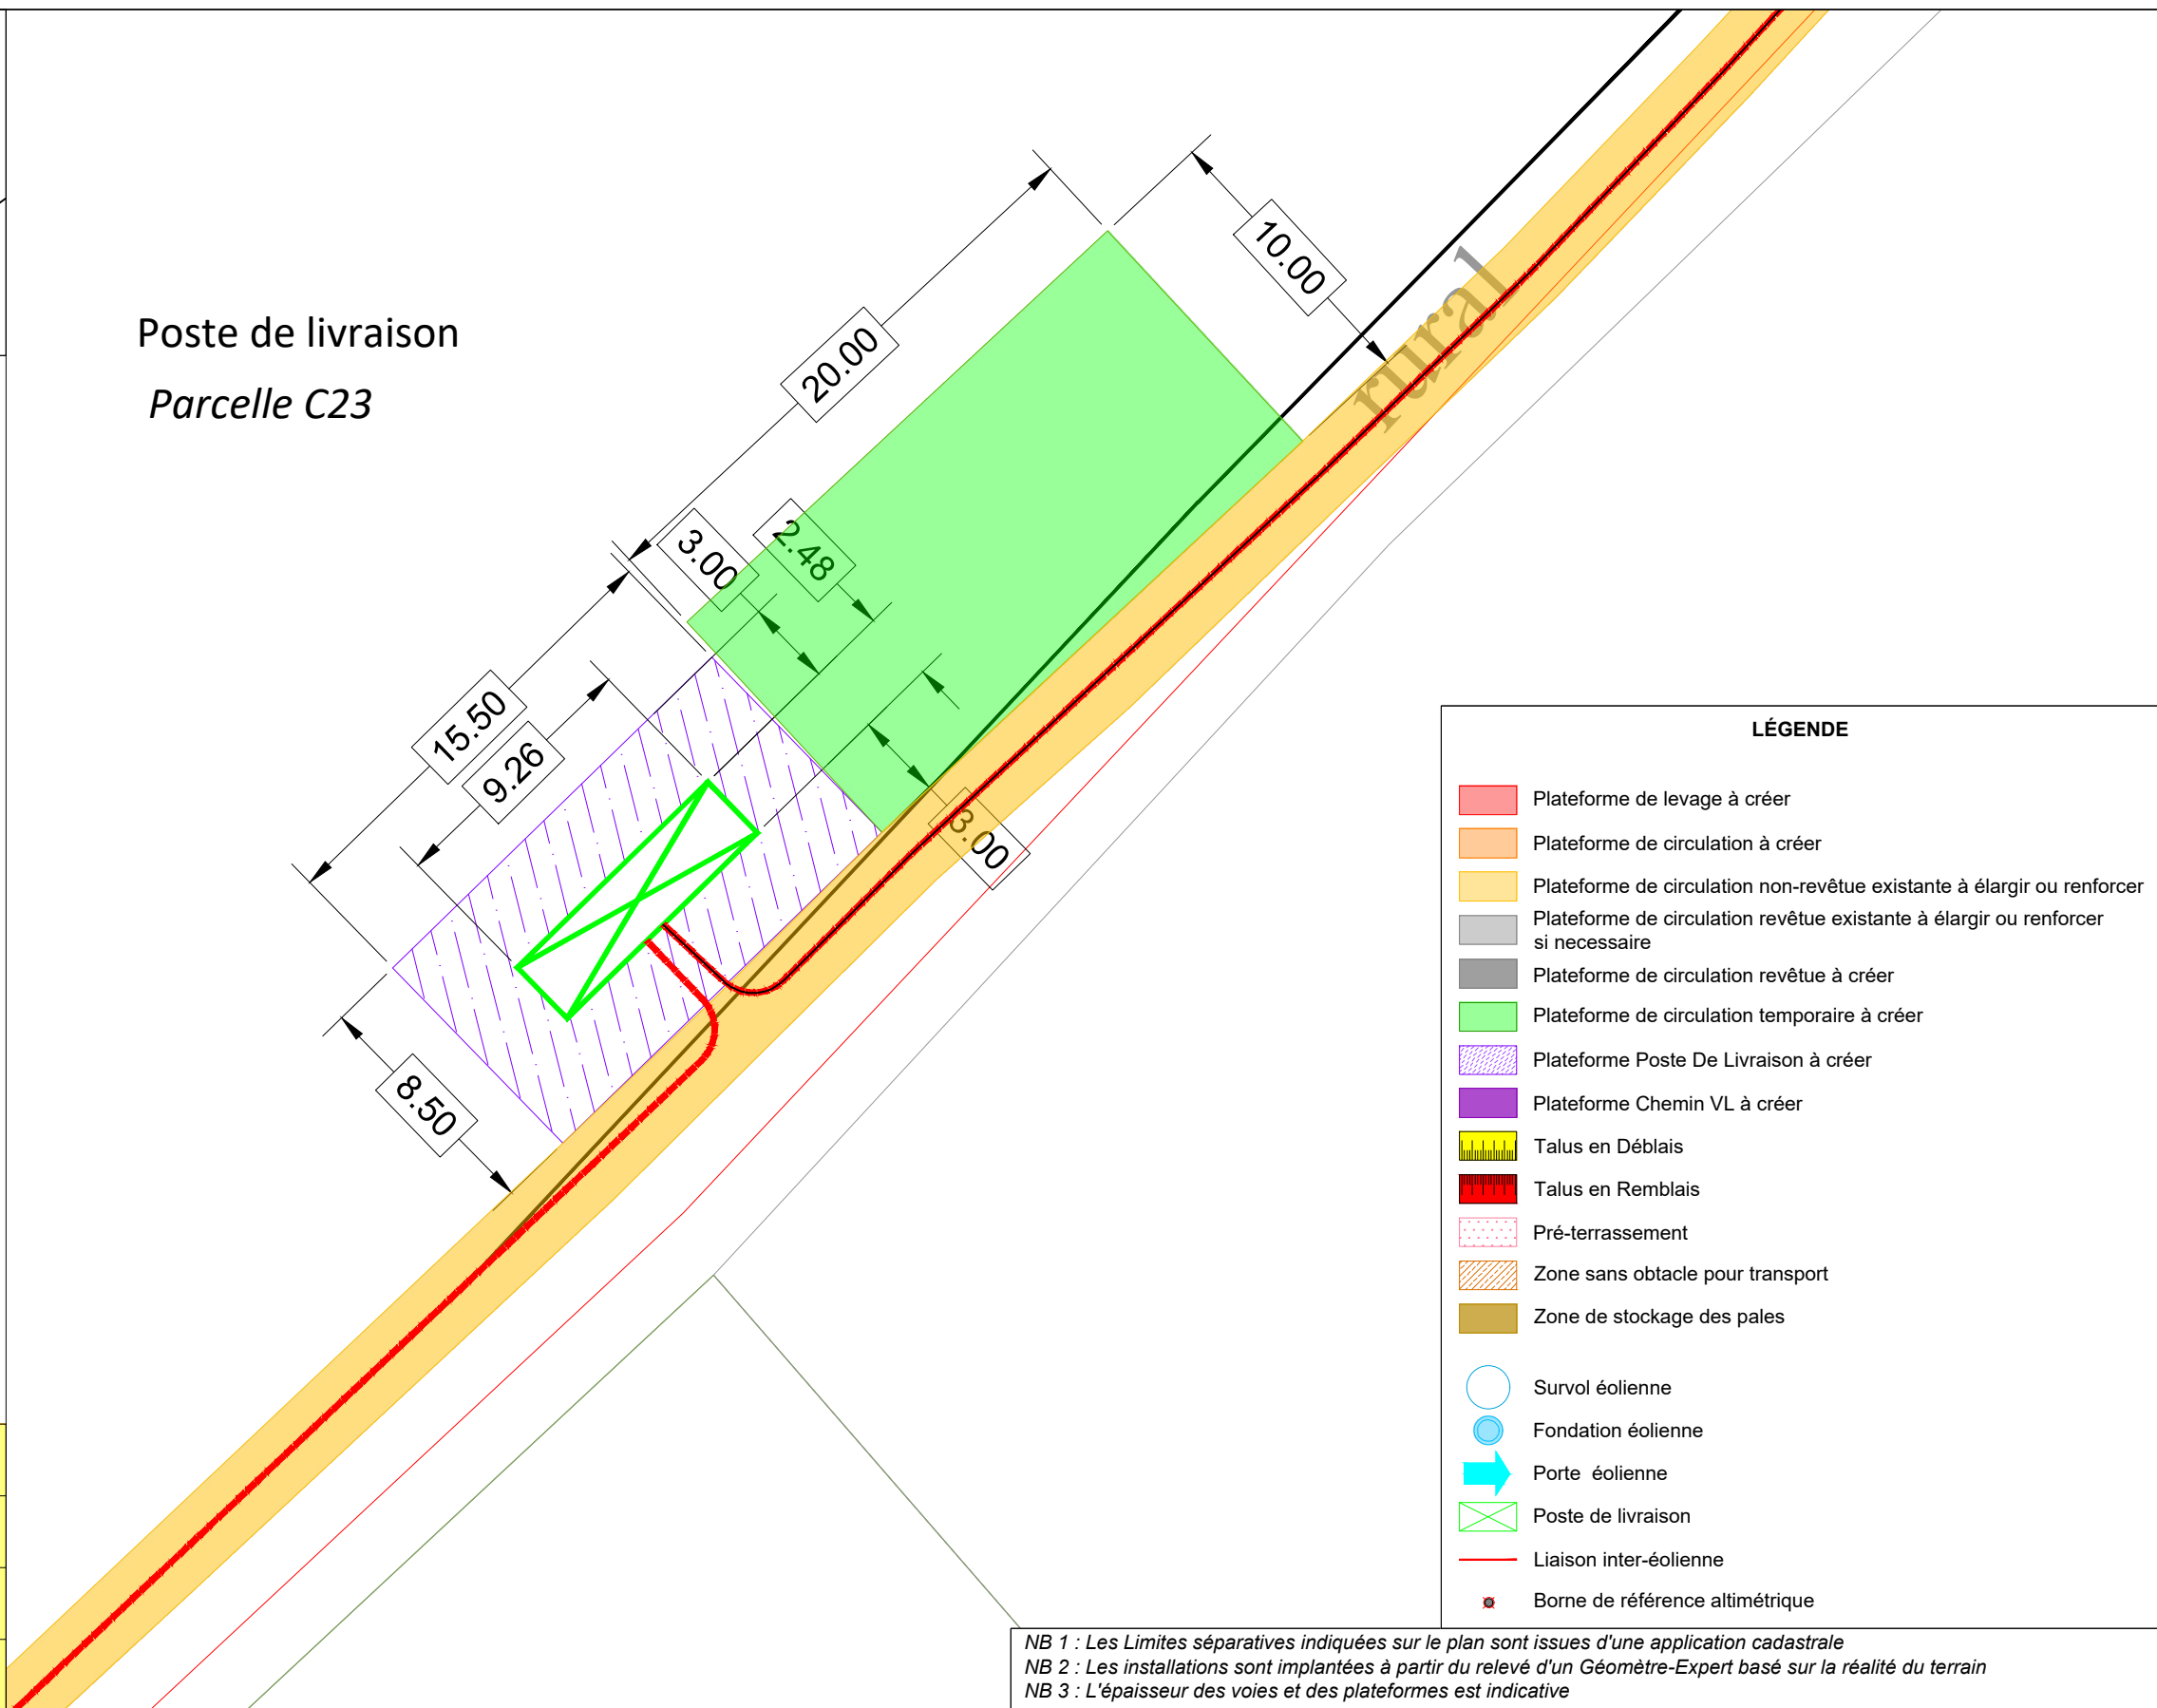 Poste de livraison
Parcelle C23
10.00
rural
20.00
3.00
2.48
15.50
9.26
3.00
8.50
LÉGENDE
Plateforme de levage à créer
Plateforme de circulation à créer
Plateforme de circulation non-revêtue existante à élargir ou renforcer
Plateforme de circulation revêtue existante à élargir ou renforcer
si necessaire
Plateforme de circulation revêtue à créer
Plateforme de circulation temporaire à créer
Plateforme Poste De Livraison à créer
Plateforme Chemin VL à créer
Talus en Déblais
Talus en Remblais
Pré-terrassement
Zone sans obtacle pour transport
Zone de stockage des pales
Survol éolienne
Fondation éolienne
Porte éolienne
Poste de livraison
Liaison inter-éolienne
Borne de référence altimétrique
NB 1 : Les Limites séparatives indiquées sur le plan sont issues d'une application cadastrale
NB 2 : Les installations sont implantées à partir du relevé d'un Géomètre-Expert basé sur la réalité du terrain
NB 3 : L'épaisseur des voies et des plateformes est indicative